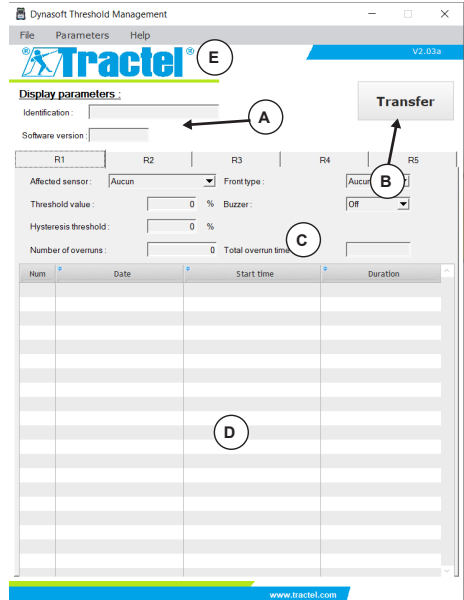 Dynasoft Threshold Management
File Parameters Help
® Tractel ® E
V2.03a
Display parameters :
Identification :
A
Transfer
Software version :
R1 R2 R3 R4 R5
Affected sensor : Aucun Front type : Aucun B
Threshold value : 0 % Buzzer : Off
Hysteresis threshold : 0 %
C
Number of overruns : 0 Total overrun time
Num Date Start time Duration
D
www.tractel.com